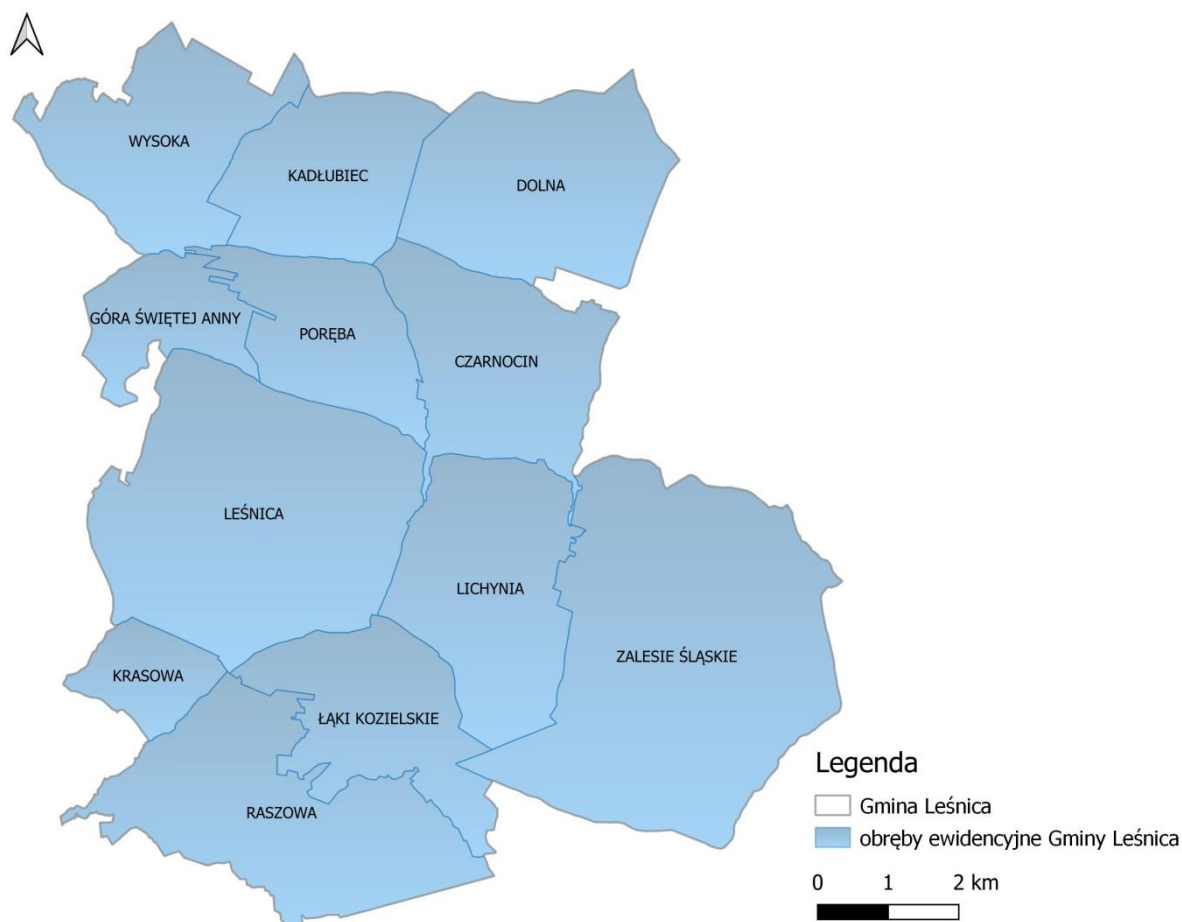 WYSOKA
KADŁUBIEC
DOLNA
GÓRA ŚWIĘTEJ ANNY
PORĘBA
CZARNOCIN
LEŚNICA
LICHYNIA
ZALESIE ŚLĄSKIE
KRASOWA
ŁĄKI KOZIELSKIE
RASZOWA
Legenda
Gmina Leśnica
obręby ewidencyjne Gminy Leśnica
0 1 2 km